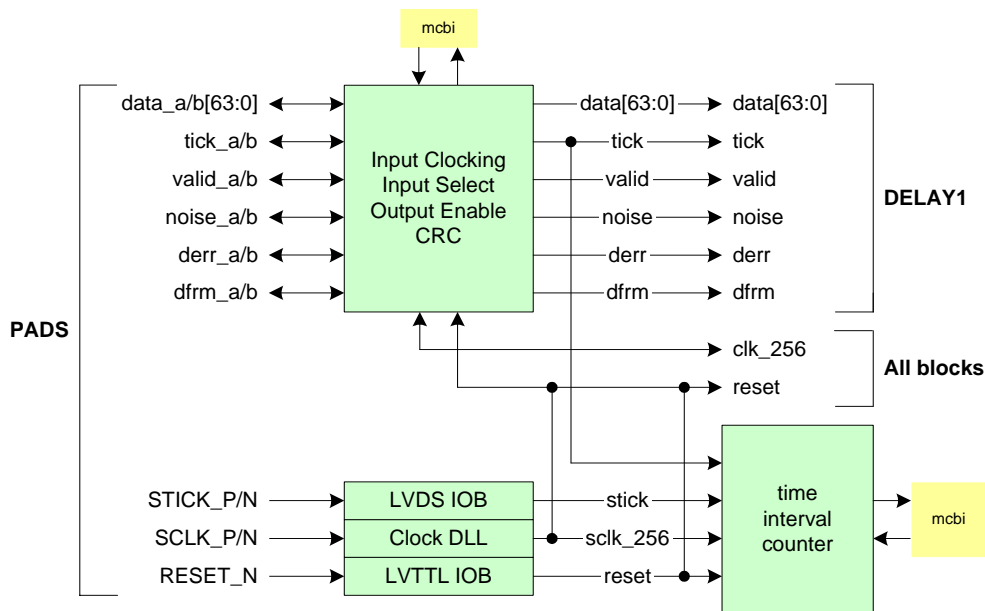 mcbi
data_a/b[63:0]
data[63:0]
data[63:0]
tick_a/b
tick
tick
valid_a/b
valid
valid
noise_a/b
noise
noise
derr_a/b
derr
derr
dfrm_a/b
dfrm
dfrm
Input Clocking
Input Select
Output Enable
CRC
DELAY1
PADS
clk_256
reset
All blocks
STICK_P/N
LVDS IOB
stick
SCLK_P/N
Clock DLL
sclk_256
RESET_N
LVTTL IOB
reset
time
interval
counter
mcbi